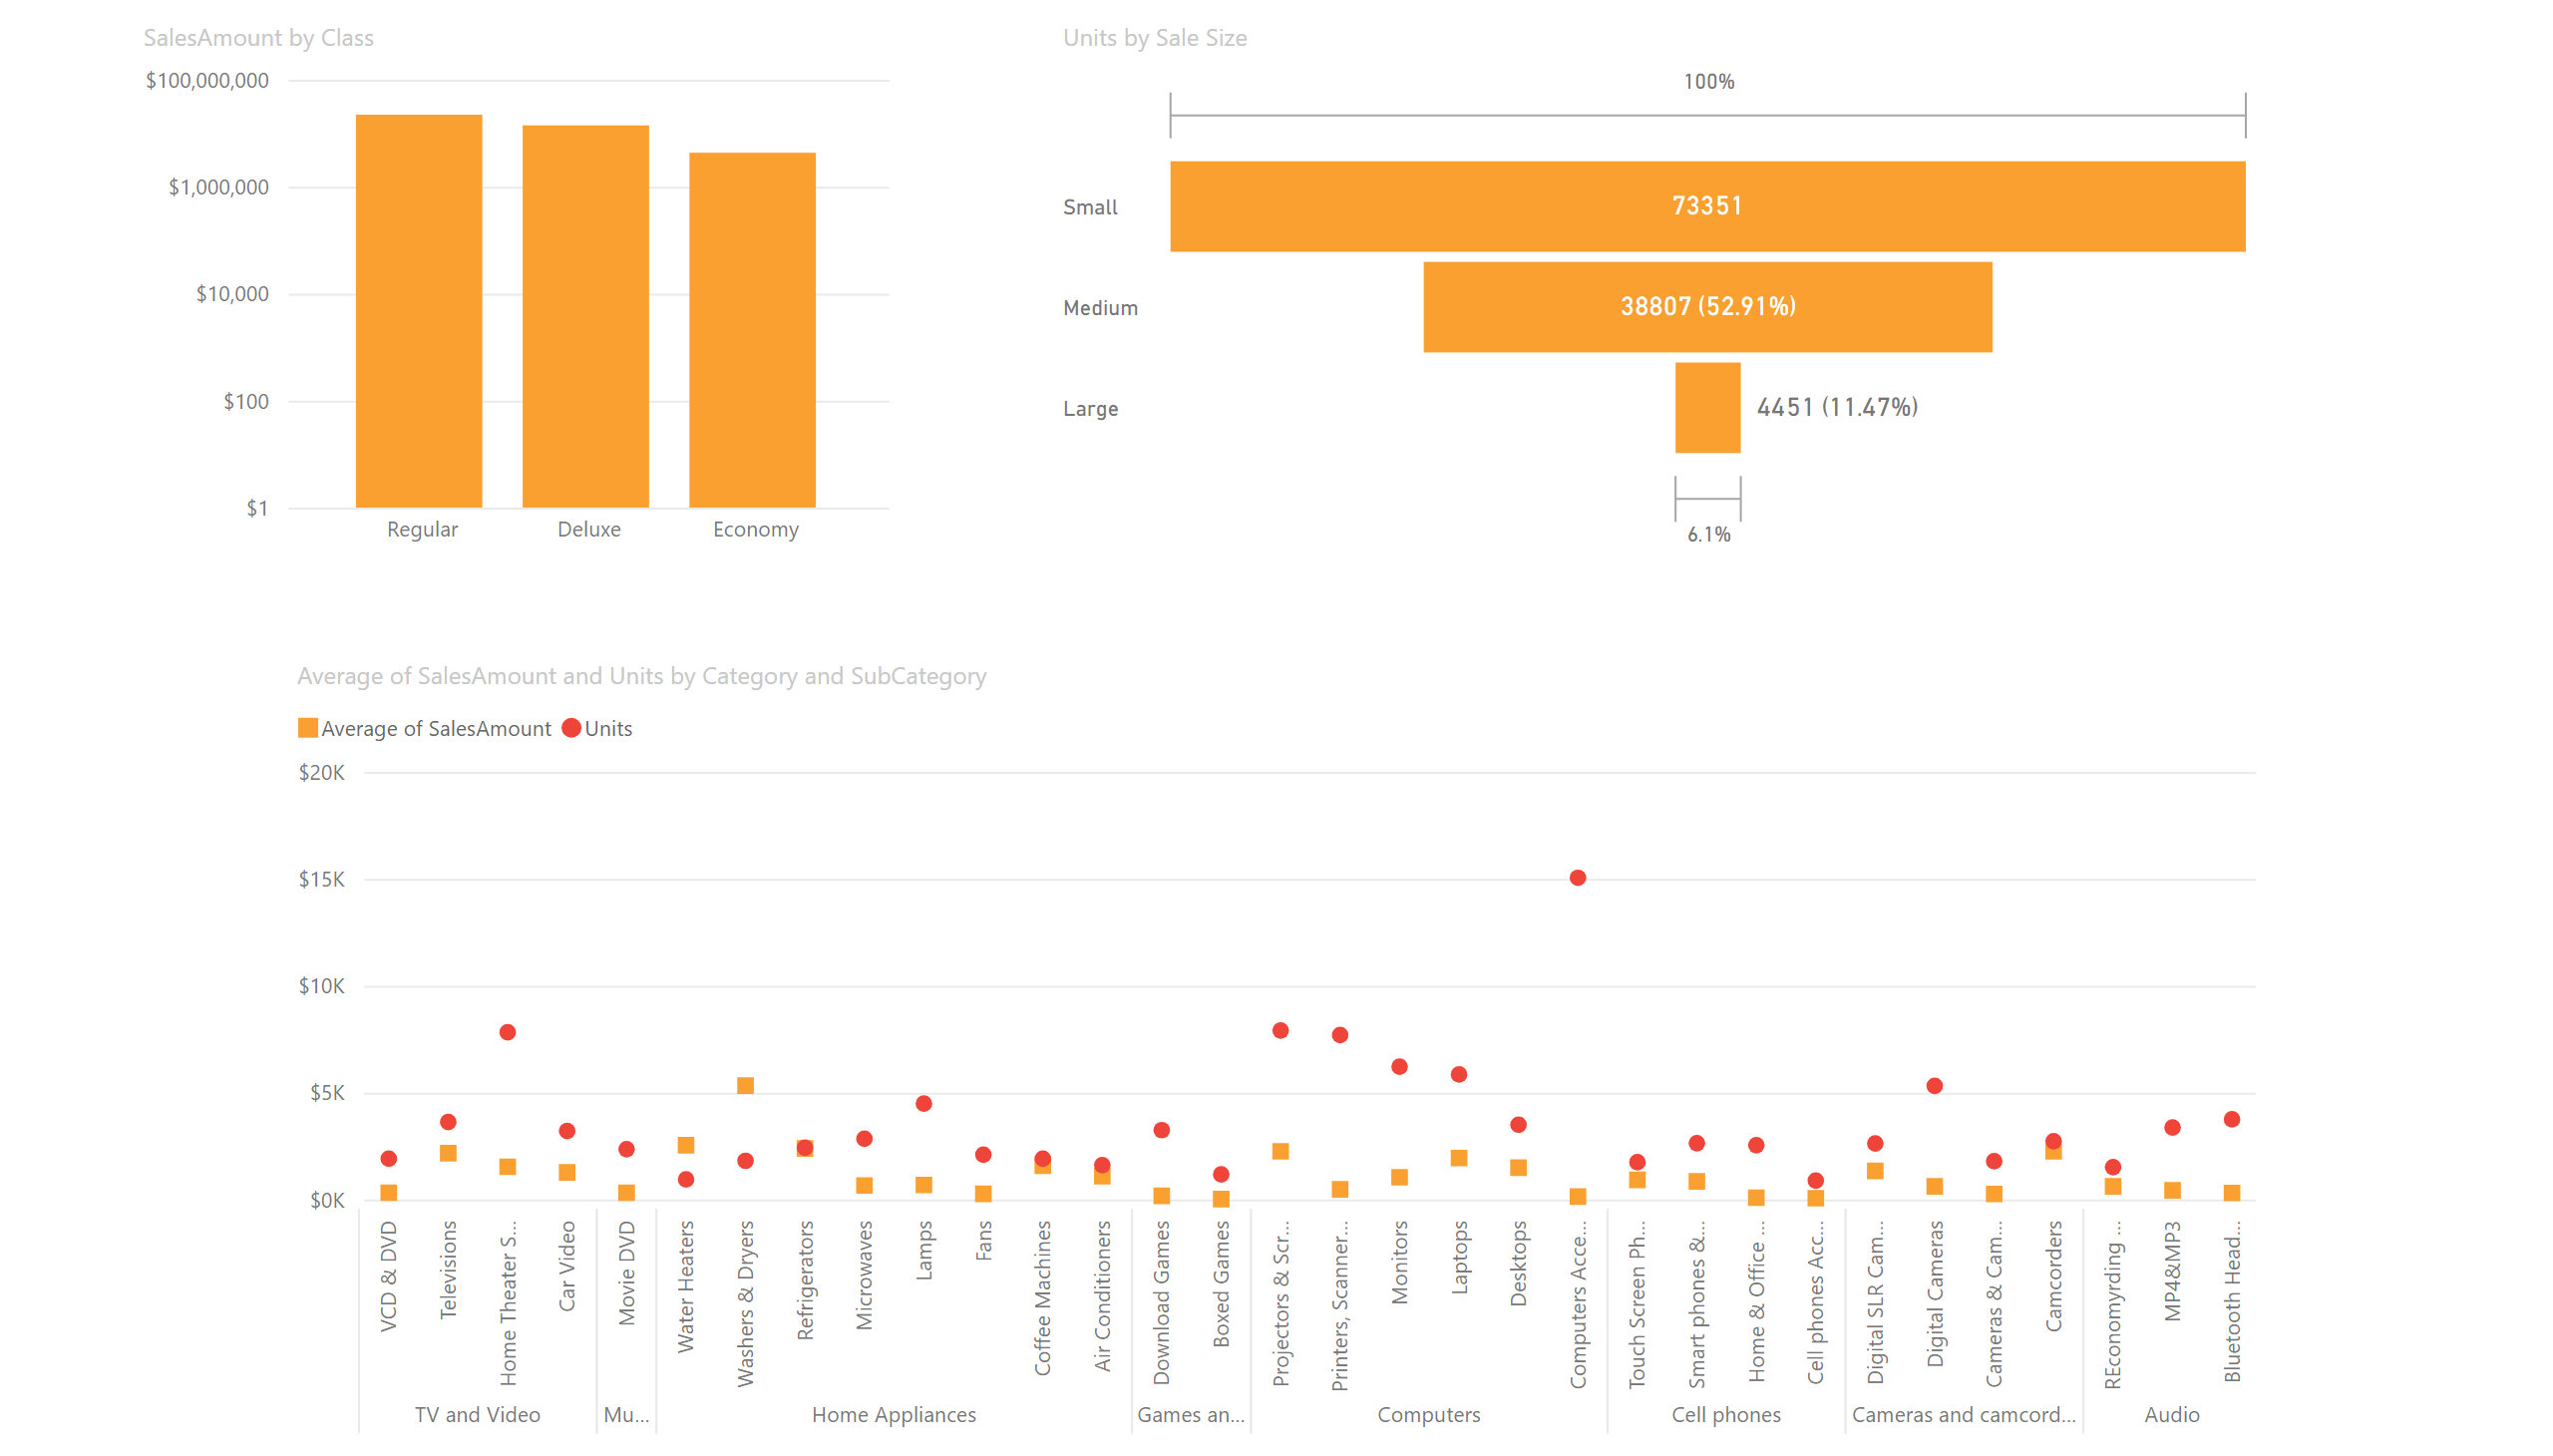 SalesAmount by Class
$100,000,000
$1,000,000
$10,000
$100
$1
Regular Deluxe Economy
Units by Sale Size
100%
Small 73351
Medium 38807 (52.91%)
Large 4451 (11.47%)
6.1%
Average of SalesAmount and Units by Category and SubCategory
Average of SalesAmount Units
$20K
$15K
$10K
$5K
$0K
VCD & DVD
Televisions
Home Theater S...
Car Video
Movie DVD
Water Heaters
Washers & Dryers
Refrigerators
Microwaves
Lamps
Fans
Coffee Machines
Air Conditioners
Download Games
Boxed Games
Projectors & Scr...
Printers, Scanner...
Monitors
Laptops
Desktops
Computers Acce...
Touch Screen Ph...
Smart phones &...
Home & Office ...
Cell phones Acc...
Digital SLR Cam...
Digital Cameras
Cameras & Cam...
Camcorders
REconomyrding ...
MP4&MP3
Bluetooth Head...
TV and Video Mu... Home Appliances Games an... Computers Cell phones Cameras and camcord... Audio